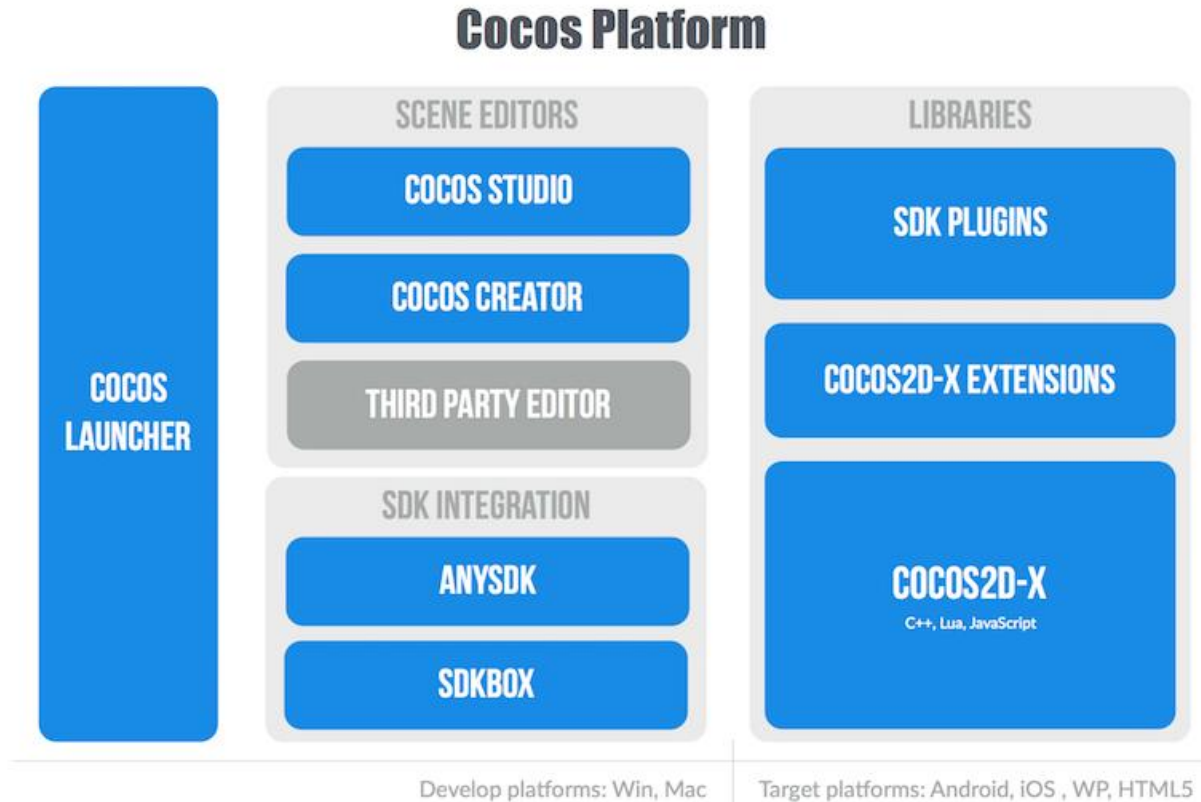 Cocos Platform
COCOS
LAUNCHER
SCENE EDITORS
COCOS STUDIO
COCOS CREATOR
THIRD PARTY EDITOR
SDK INTEGRATION
ANYSDK
SDKBOX
LIBRARIES
SDK PLUGINS
COCOS2D-X EXTENSIONS
COCOS2D-X
C++, Lua, JavaScript
Develop platforms: Win, Mac
Target platforms: Android, iOS , WP, HTML5